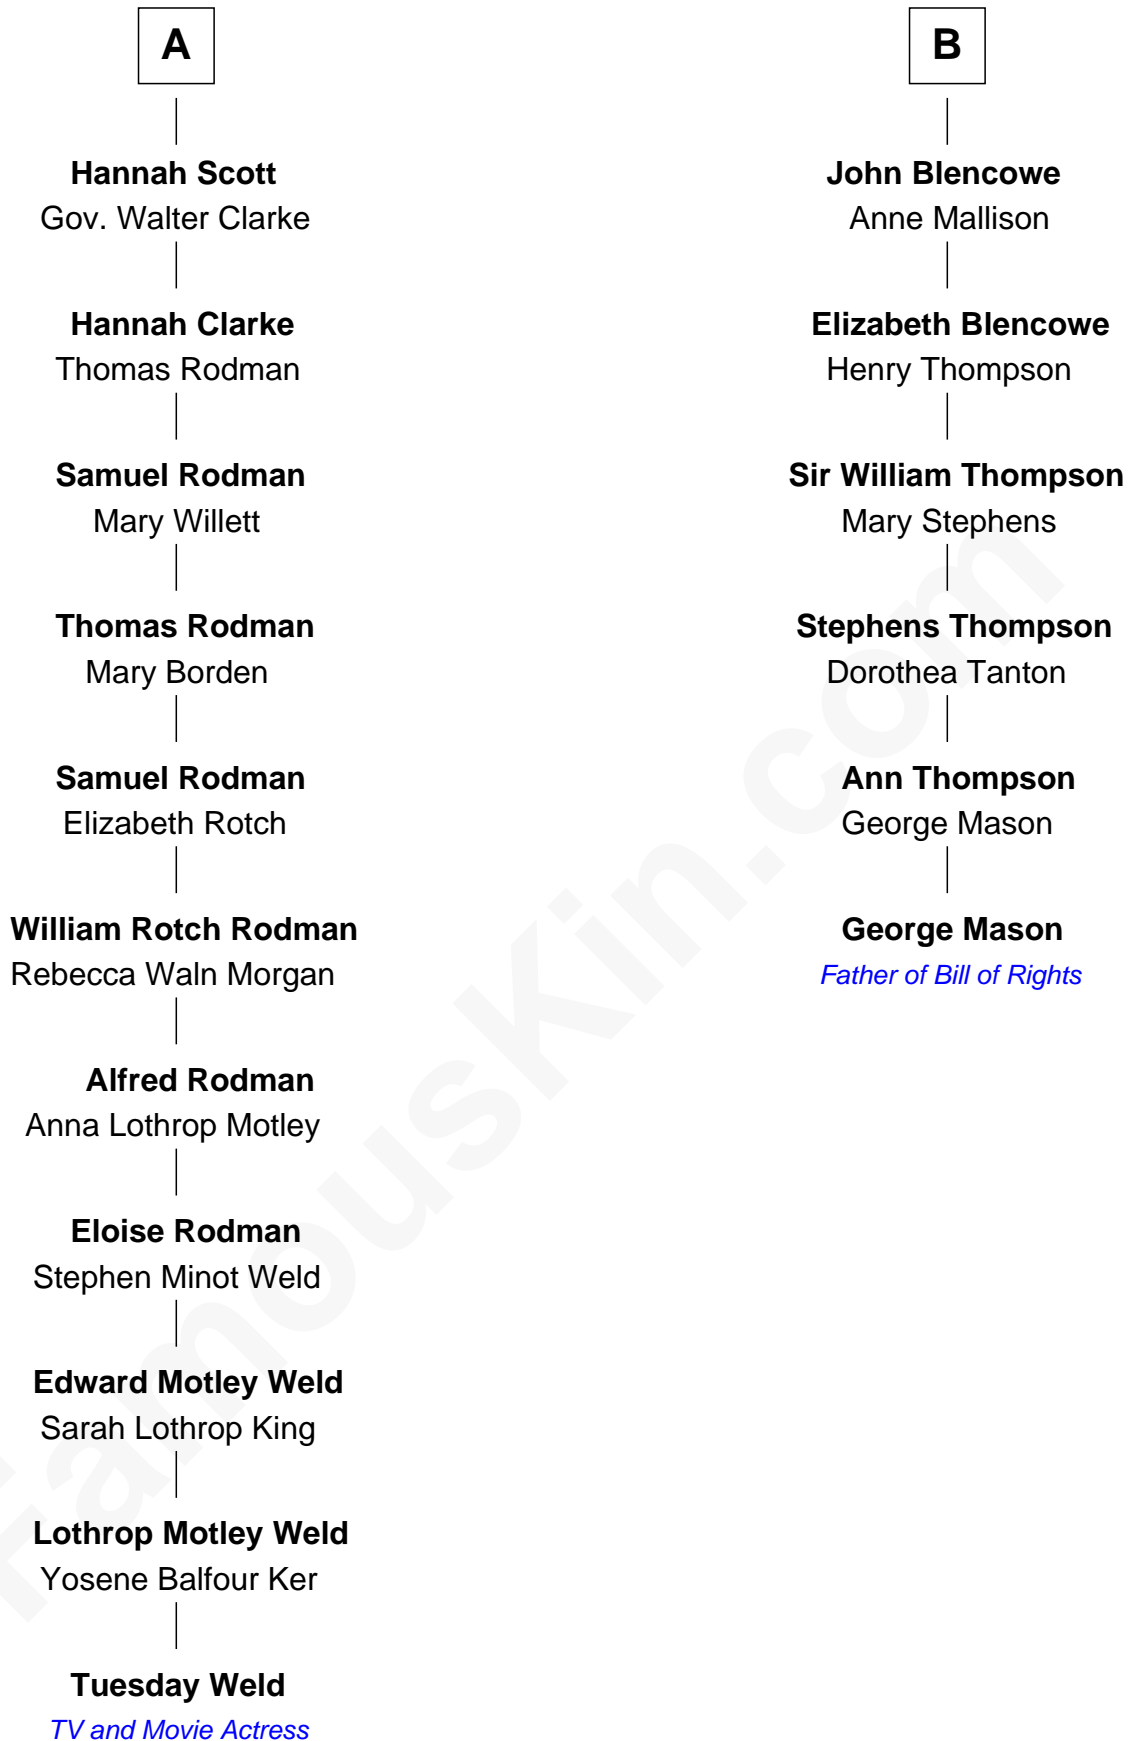 A
Hannah Scott
Gov. Walter Clarke
Hannah Clarke
Thomas Rodman
Samuel Rodman
Mary Willett
Thomas Rodman
Mary Borden
Samuel Rodman
Elizabeth Rotch
William Rotch Rodman
Rebecca Waln Morgan
Alfred Rodman
Anna Lothrop Motley
Eloise Rodman
Stephen Minot Weld
Edward Motley Weld
Sarah Lothrop King
Lothrop Motley Weld
Yosene Balfour Ker
Tuesday Weld
TV and Movie Actress
B
John Blencowe
Anne Mallison
Elizabeth Blencowe
Henry Thompson
Sir William Thompson
Mary Stephens
Stephens Thompson
Dorothea Tanton
Ann Thompson
George Mason
George Mason
Father of Bill of Rights
FamousKin.com